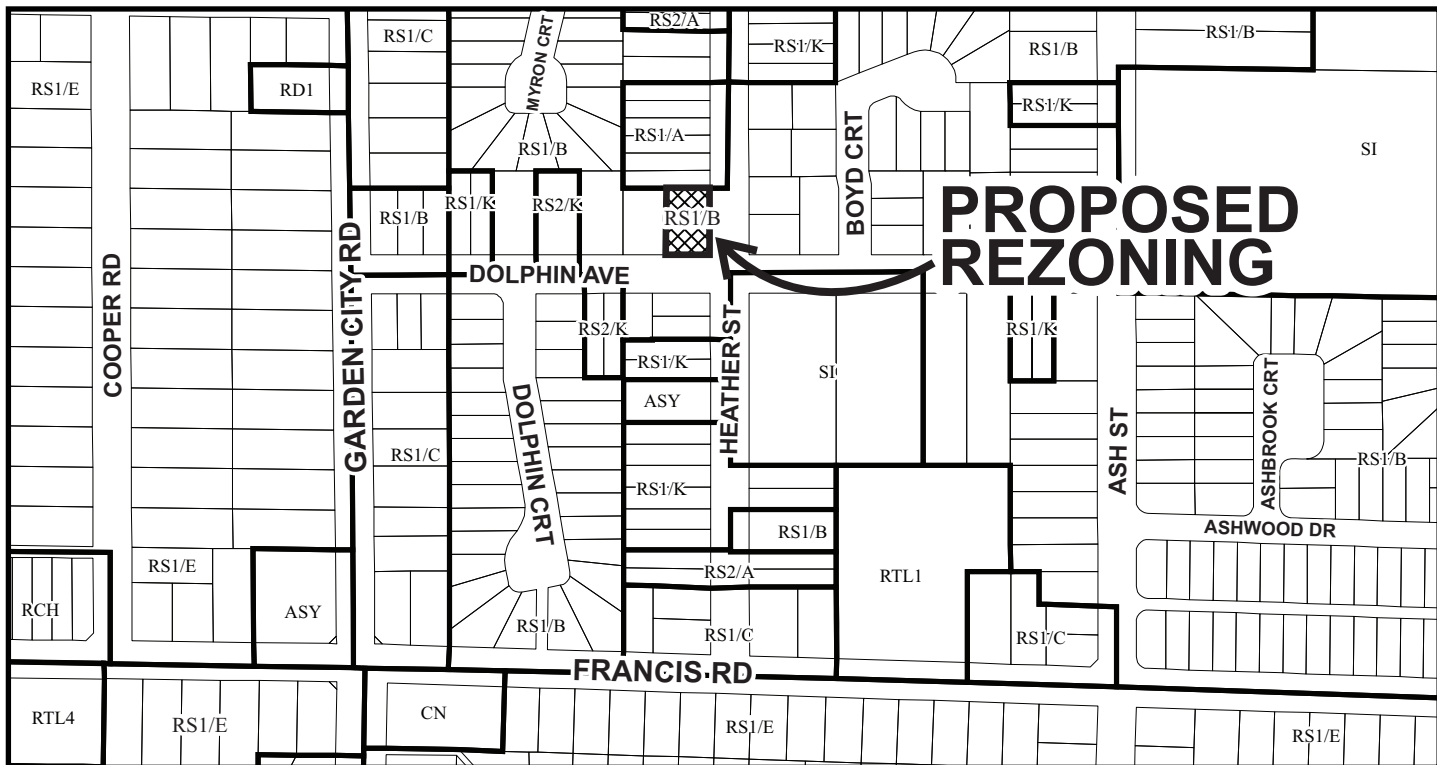 RS1/C
RS2/A
RS1/K
RS1/B
RS1/B
RS1/E
RD1
MYRON CRT
RS1/K
RS1/A
RS1/B
BOYD CRT
SI
RS1/B
RS1/K
RS2/K
RS1/B
PROPOSED
REZONING
COOPER RD
GARDEN CITY RD
DOLPHIN AVE
RS2/K
HEATHER ST
RS1/K
RS1/K
SI
ASY
DOLPHIN CRT
ASH ST
ASHBROOK CRT
RS1/C
RS1/B
RS1/K
RS1/B
ASHWOOD DR
RS1/E
RS2/A
RTL1
RCH
ASY
RS1/B
RS1/C
RS1/C
FRANCIS RD
RTL4
RS1/E
CN
RS1/E
RS1/E